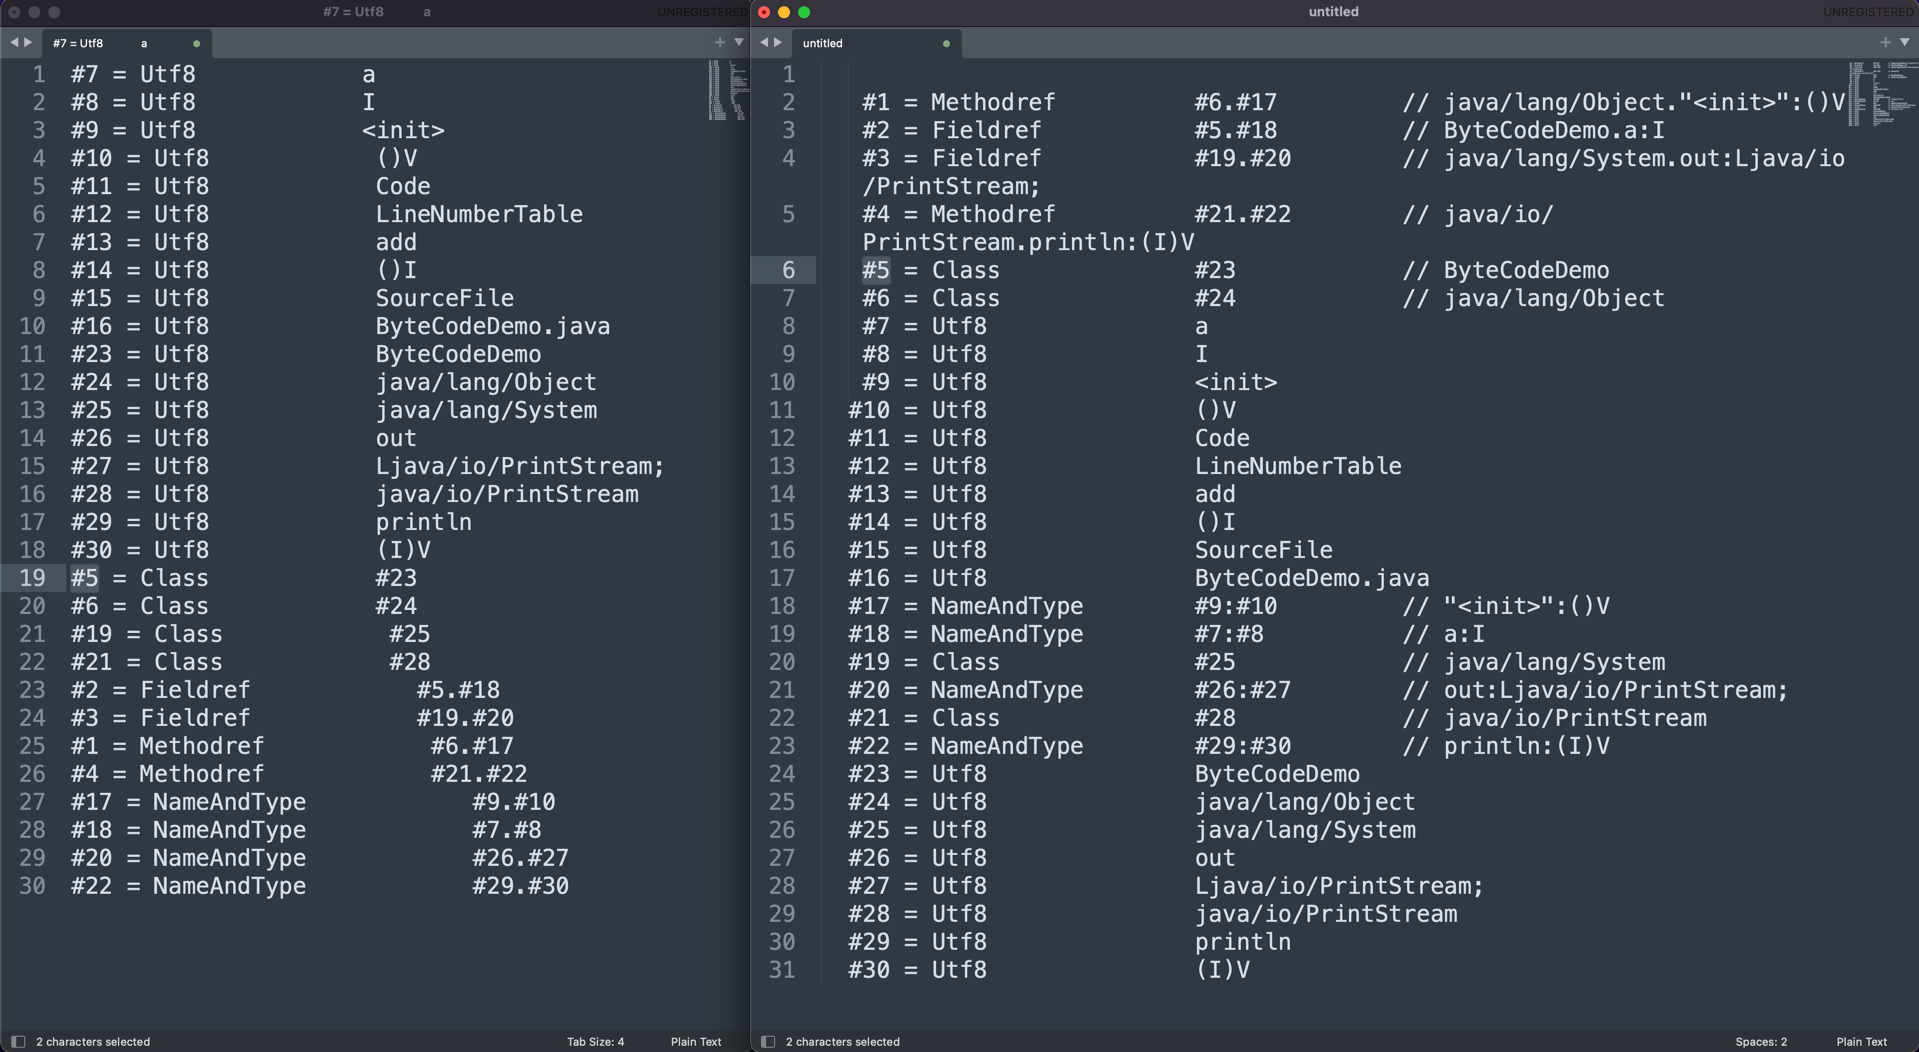 #7 = Utf8 a UNREGISTERED
#7 = Utf8 a
1 #7 = Utf8 a
2 #8 = Utf8 I
3 #9 = Utf8 <init>
4 #10 = Utf8 ()V
5 #11 = Utf8 Code
6 #12 = Utf8 LineNumberTable
7 #13 = Utf8 add
8 #14 = Utf8 ()I
9 #15 = Utf8 SourceFile
10 #16 = Utf8 ByteCodeDemo.java
11 #23 = Utf8 ByteCodeDemo
12 #24 = Utf8 java/lang/Object
13 #25 = Utf8 java/lang/System
14 #26 = Utf8 out
15 #27 = Utf8 Ljava/io/PrintStream;
16 #28 = Utf8 java/io/PrintStream
17 #29 = Utf8 println
18 #30 = Utf8 (I)V
19 #5 = Class #23
20 #6 = Class #24
21 #19 = Class #25
22 #21 = Class #28
23 #2 = Fieldref #5.#18
24 #3 = Fieldref #19.#20
25 #1 = Methodref #6.#17
26 #4 = Methodref #21.#22
27 #17 = NameAndType #9.#10
28 #18 = NameAndType #7.#8
29 #20 = NameAndType #26.#27
30 #22 = NameAndType #29.#30
2 characters selected Tab Size: 4 Plain Text
untitled UNREGISTERED
untitled
1
2 #1 = Methodref #6.#17 // java/lang/Object."<init>":()V
3 #2 = Fieldref #5.#18 // ByteCodeDemo.a:I
4 #3 = Fieldref #19.#20 // java/lang/System.out:Ljava/io
/PrintStream;
5 #4 = Methodref #21.#22 // java/io/
PrintStream.println:(I)V
6 #5 = Class #23 // ByteCodeDemo
7 #6 = Class #24 // java/lang/Object
8 #7 = Utf8 a
9 #8 = Utf8 I
10 #9 = Utf8 <init>
11 #10 = Utf8 ()V
12 #11 = Utf8 Code
13 #12 = Utf8 LineNumberTable
14 #13 = Utf8 add
15 #14 = Utf8 ()I
16 #15 = Utf8 SourceFile
17 #16 = Utf8 ByteCodeDemo.java
18 #17 = NameAndType #9:#10 // "<init>":()V
19 #18 = NameAndType #7:#8 // a:I
20 #19 = Class #25 // java/lang/System
21 #20 = NameAndType #26:#27 // out:Ljava/io/PrintStream;
22 #21 = Class #28 // java/io/PrintStream
23 #22 = NameAndType #29:#30 // println:(I)V
24 #23 = Utf8 ByteCodeDemo
25 #24 = Utf8 java/lang/Object
26 #25 = Utf8 java/lang/System
27 #26 = Utf8 out
28 #27 = Utf8 Ljava/io/PrintStream;
29 #28 = Utf8 java/io/PrintStream
30 #29 = Utf8 println
31 #30 = Utf8 (I)V
2 characters selected Spaces: 2 Plain Text